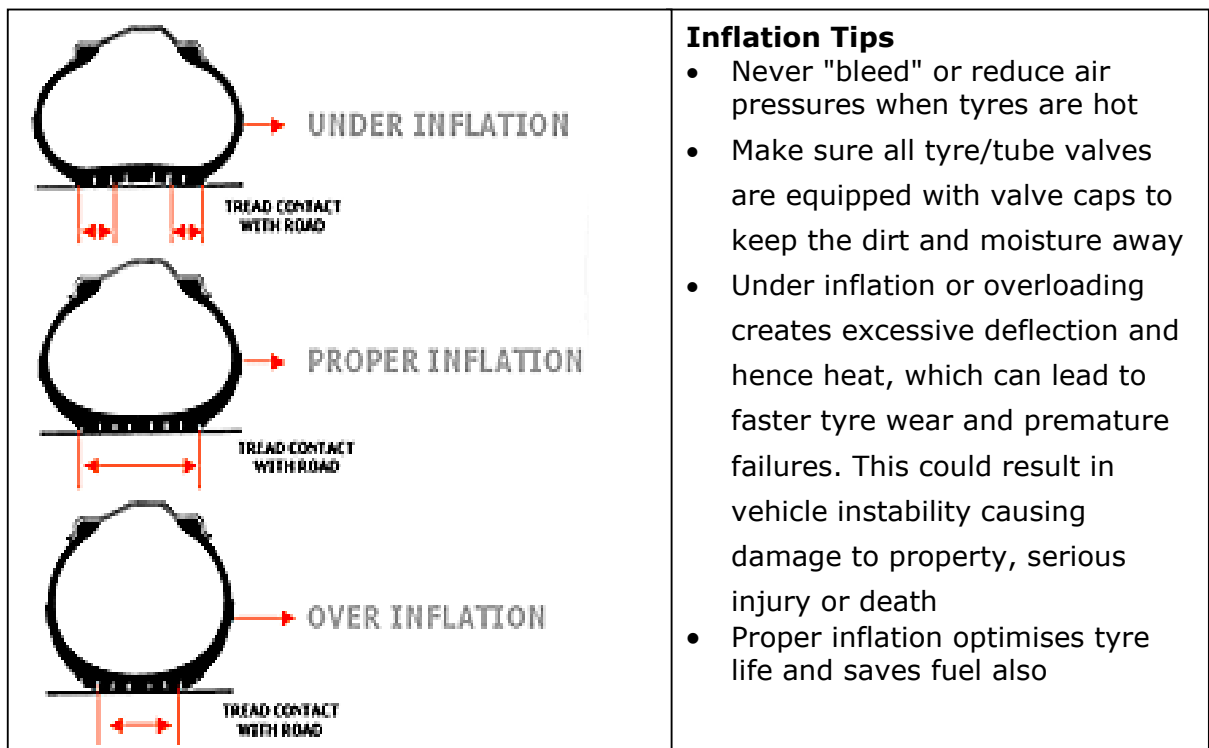 UNDER INFLATION
TREAD CONTACT
WITH ROAD
PROPER INFLATION
TREAD CONTACT
WITH ROAD
OVER INFLATION
TREAD CONTACT
WITH ROAD
Inflation Tips
• Never "bleed" or reduce air
pressures when tyres are hot
• Make sure all tyre/tube valves
are equipped with valve caps to
keep the dirt and moisture away
• Under inflation or overloading
creates excessive deflection and
hence heat, which can lead to
faster tyre wear and premature
failures. This could result in
vehicle instability causing
damage to property, serious
injury or death
• Proper inflation optimises tyre
life and saves fuel also